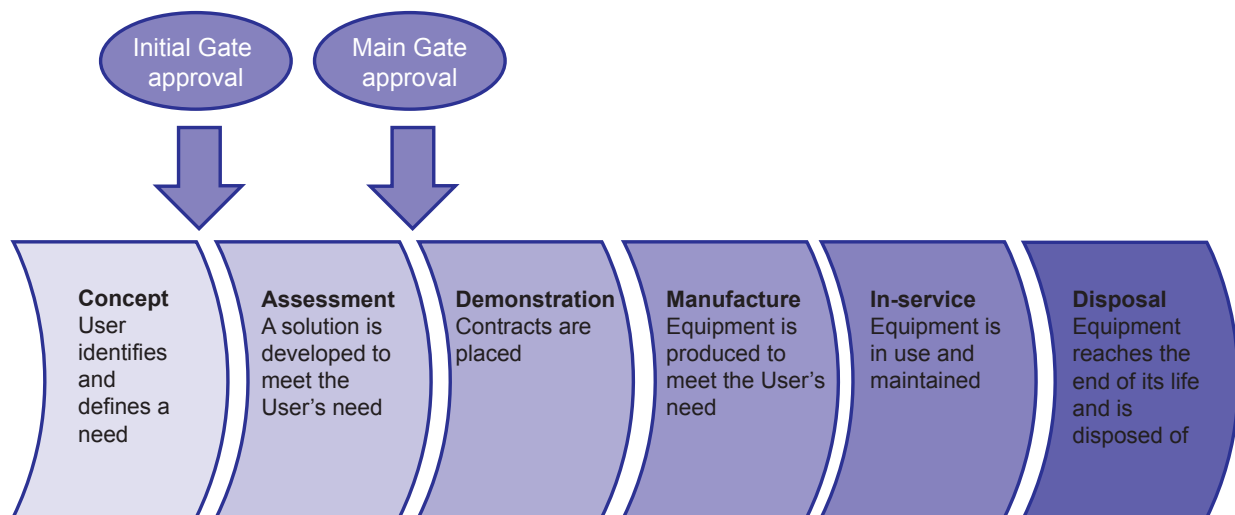 Initial Gate
approval
Main Gate
approval
Concept
User
identifies
and
defines a
need
Assessment
A solution is
developed to
meet the
User's need
Demonstration
Contracts are
placed
Manufacture
Equipment is
produced to
meet the User's
need
In-service
Equipment is
in use and
maintained
Disposal
Equipment
reaches the
end of its life
and is
disposed of